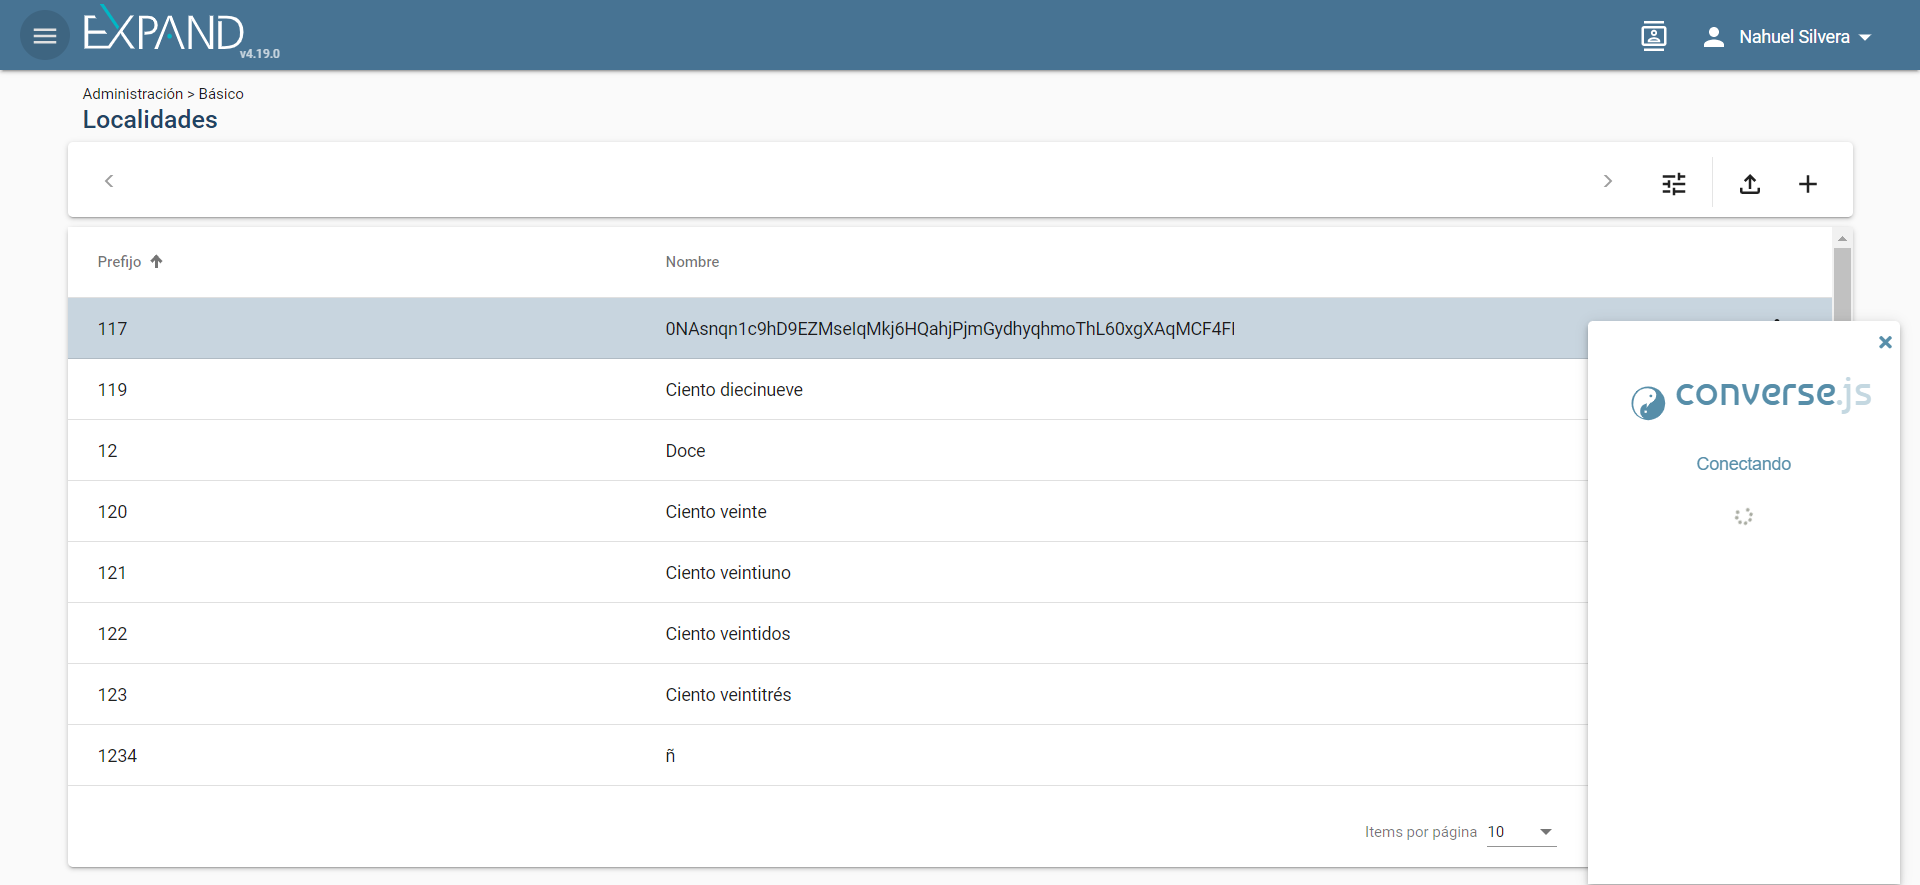 EXPAND
v4.19.0
Nahuel Silvera
Administración > Básico
Localidades
Prefijo Nombre
117 0NAsnqn1c9hD9EZMseIqMkj6HQahjPjmGydhyqhmoThL60xgXAqMCF4FI
119 Ciento diecinueve
12 Doce
120 Ciento veinte
121 Ciento veintiuno
122 Ciento veintidos
123 Ciento veintitrés
1234 ñ
Items por página 10
converse.js
Conectando